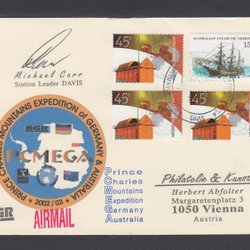 Michael Carr
Station Leader DAVIS
45c
45c
45c
AUSTRALIAN ANTARCTIC TERRITORY
PRINCE CHARLES MOUNTAINS EXPEDITION of GERMANY & AUSTRALIA
BGR
PCMEGA
2002 / 03
BGR
AIRMAIL
Prince
Charles
Mountains
Expedition
Germany
Australia
Philatelie & Kunst
Herbert Abfalter
Margaretenplatz 3
1050 Vienna
Austria